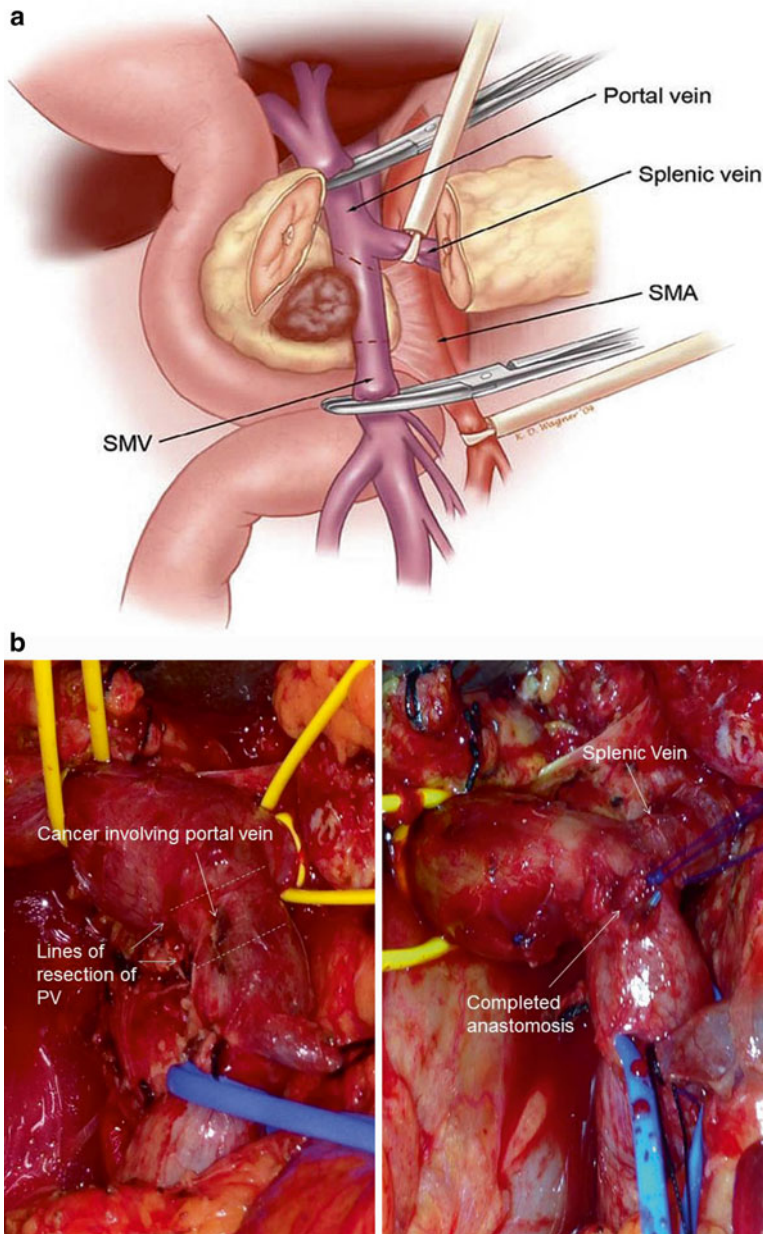 a
Portal vein
Splenic vein
SMA
SMV
K. O. Wagner '04
b
Cancer involving portal vein
Lines of
resection of
PV
Splenic Vein
Completed
anastomosis